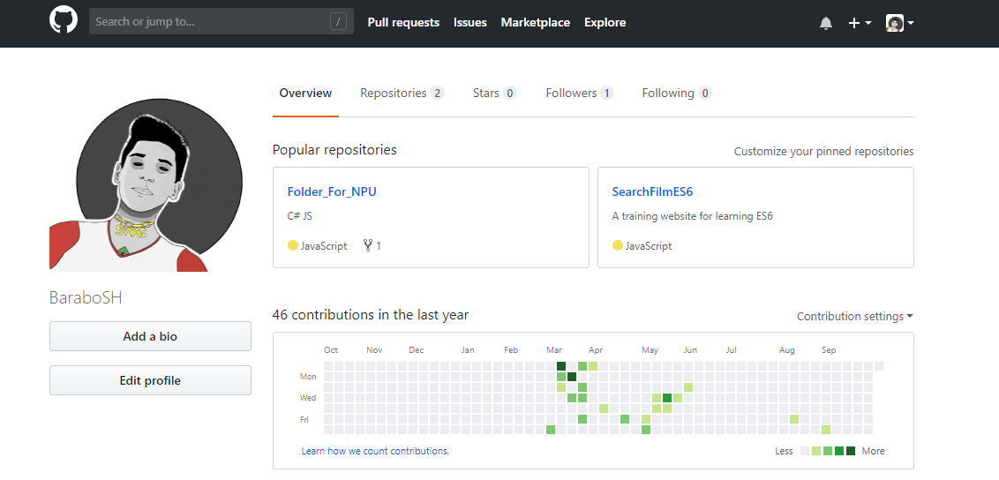 Search or jump to... /
Pull requests Issues Marketplace Explore
Overview Repositories 2 Stars 0 Followers 1 Following 0
Popular repositories
Customize your pinned repositories
Folder_For_NPU
C# JS
JavaScript 1
SearchFilmES6
A training website for learning ES6
JavaScript
SWAG
BaraboSH
Add a bio
Edit profile
46 contributions in the last year
Contribution settings
Oct Nov Dec Jan Feb Mar Apr May Jun Jul Aug Sep
Mon
Wed
Fri
Learn how we count contributions.
Less More